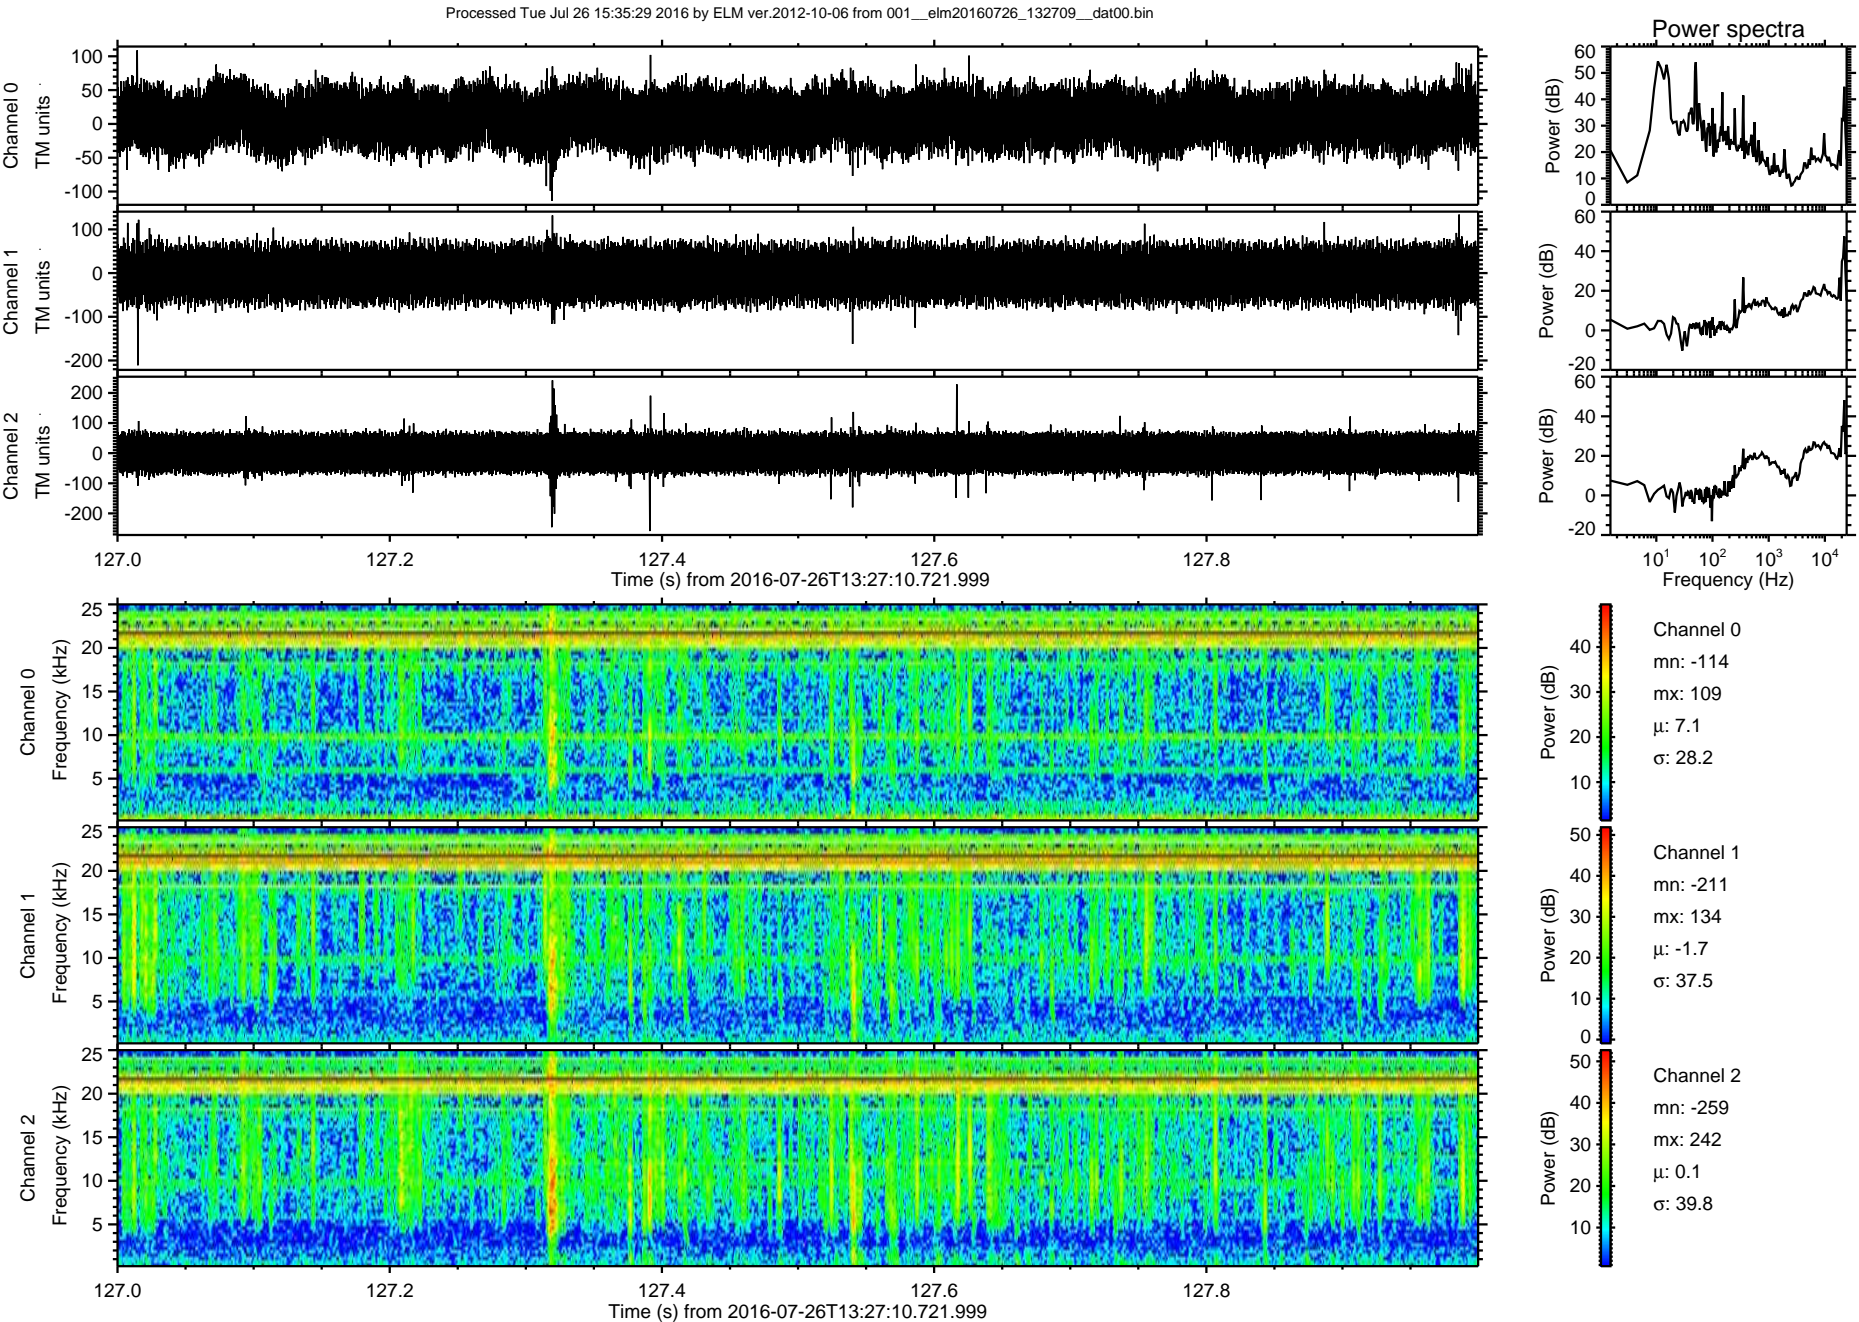 Processed Tue Jul 26 15:35:29 2016 by ELM ver.2012-10-06 from 001__elm20160726_132709__dat00.bin
Power spectra
Channel 0
TM units
100
50
0
-50
-100
Power (dB)
60
50
40
30
20
10
0
Channel 1
TM units
100
0
-100
-200
Power (dB)
60
40
20
0
-20
Channel 2
TM units
200
100
0
-100
-200
Power (dB)
60
40
20
0
-20
127.0 127.2 127.4 127.6 127.8
Time (s) from 2016-07-26T13:27:10.721.999
10^1 10^2 10^3 10^4
Frequency (Hz)
Channel 0
Frequency (kHz)
25
20
15
10
5
Power (dB)
40
30
20
10
Channel 0
mn: -114
mx: 109
μ: 7.1
σ: 28.2
Channel 1
Frequency (kHz)
25
20
15
10
5
Power (dB)
50
40
30
20
10
0
Channel 1
mn: -211
mx: 134
μ: -1.7
σ: 37.5
Channel 2
Frequency (kHz)
25
20
15
10
5
Power (dB)
50
40
30
20
10
Channel 2
mn: -259
mx: 242
μ: 0.1
σ: 39.8
127.0 127.2 127.4 127.6 127.8
Time (s) from 2016-07-26T13:27:10.721.999